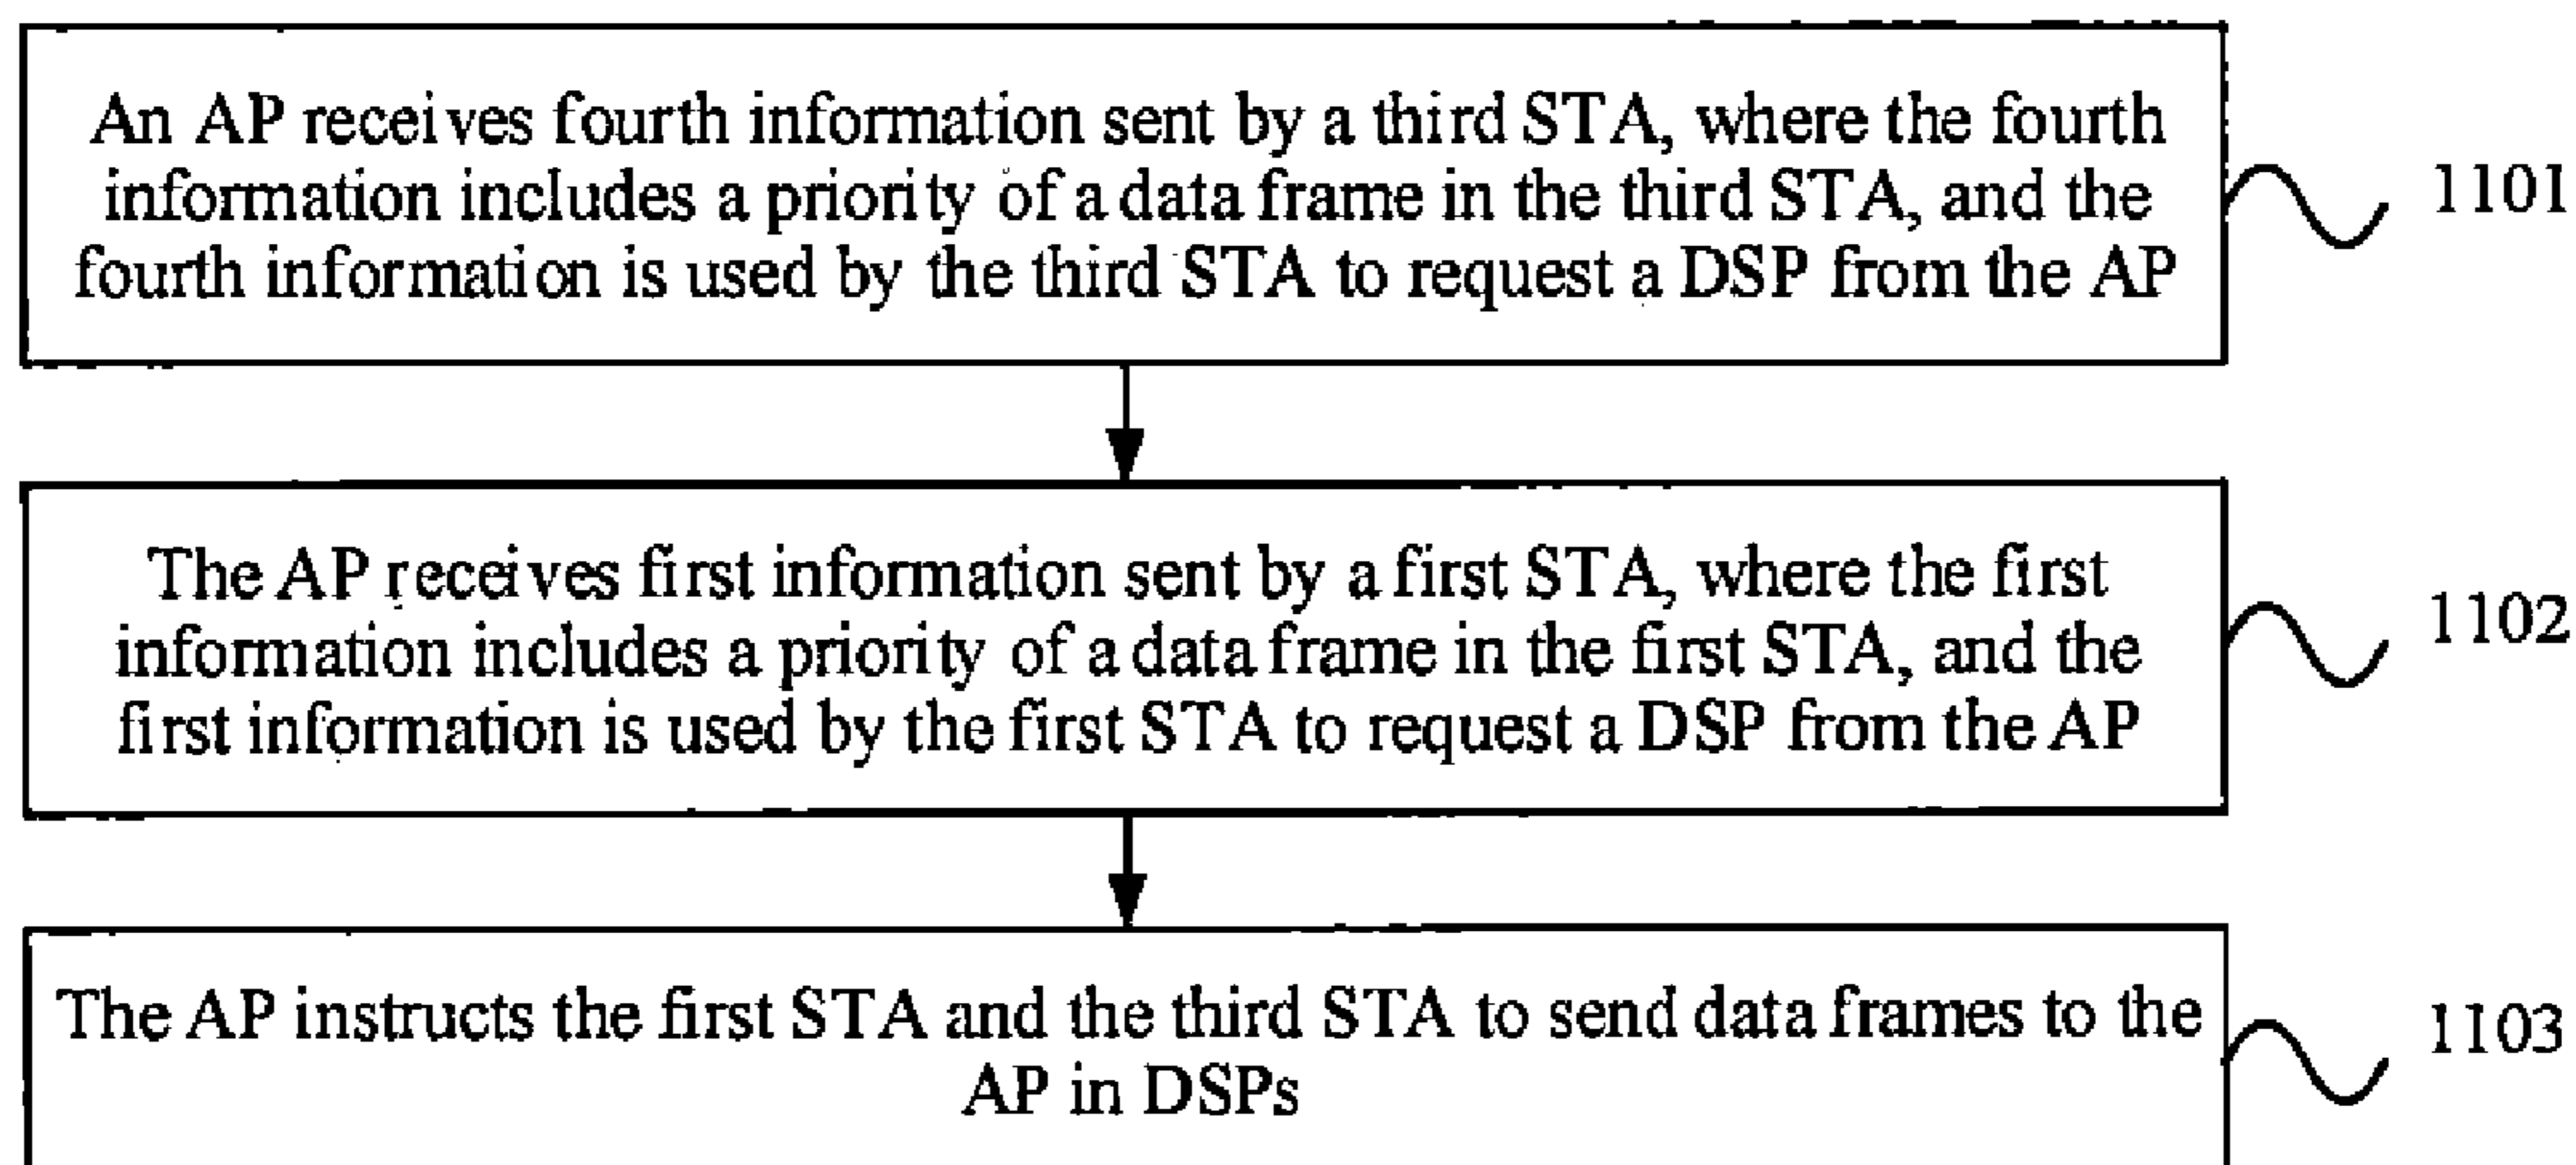 An AP receives fourth information sent by a third STA, where the fourth
information includes a priority of a data frame in the third STA, and the
fourth information is used by the third STA to request a DSP from the AP
1101
The AP receives first information sent by a first STA, where the first
information includes a priority of a data frame in the first STA, and the
first information is used by the first STA to request a DSP from the AP
1102
The AP instructs the first STA and the third STA to send data frames to the
AP in DSPs
1103